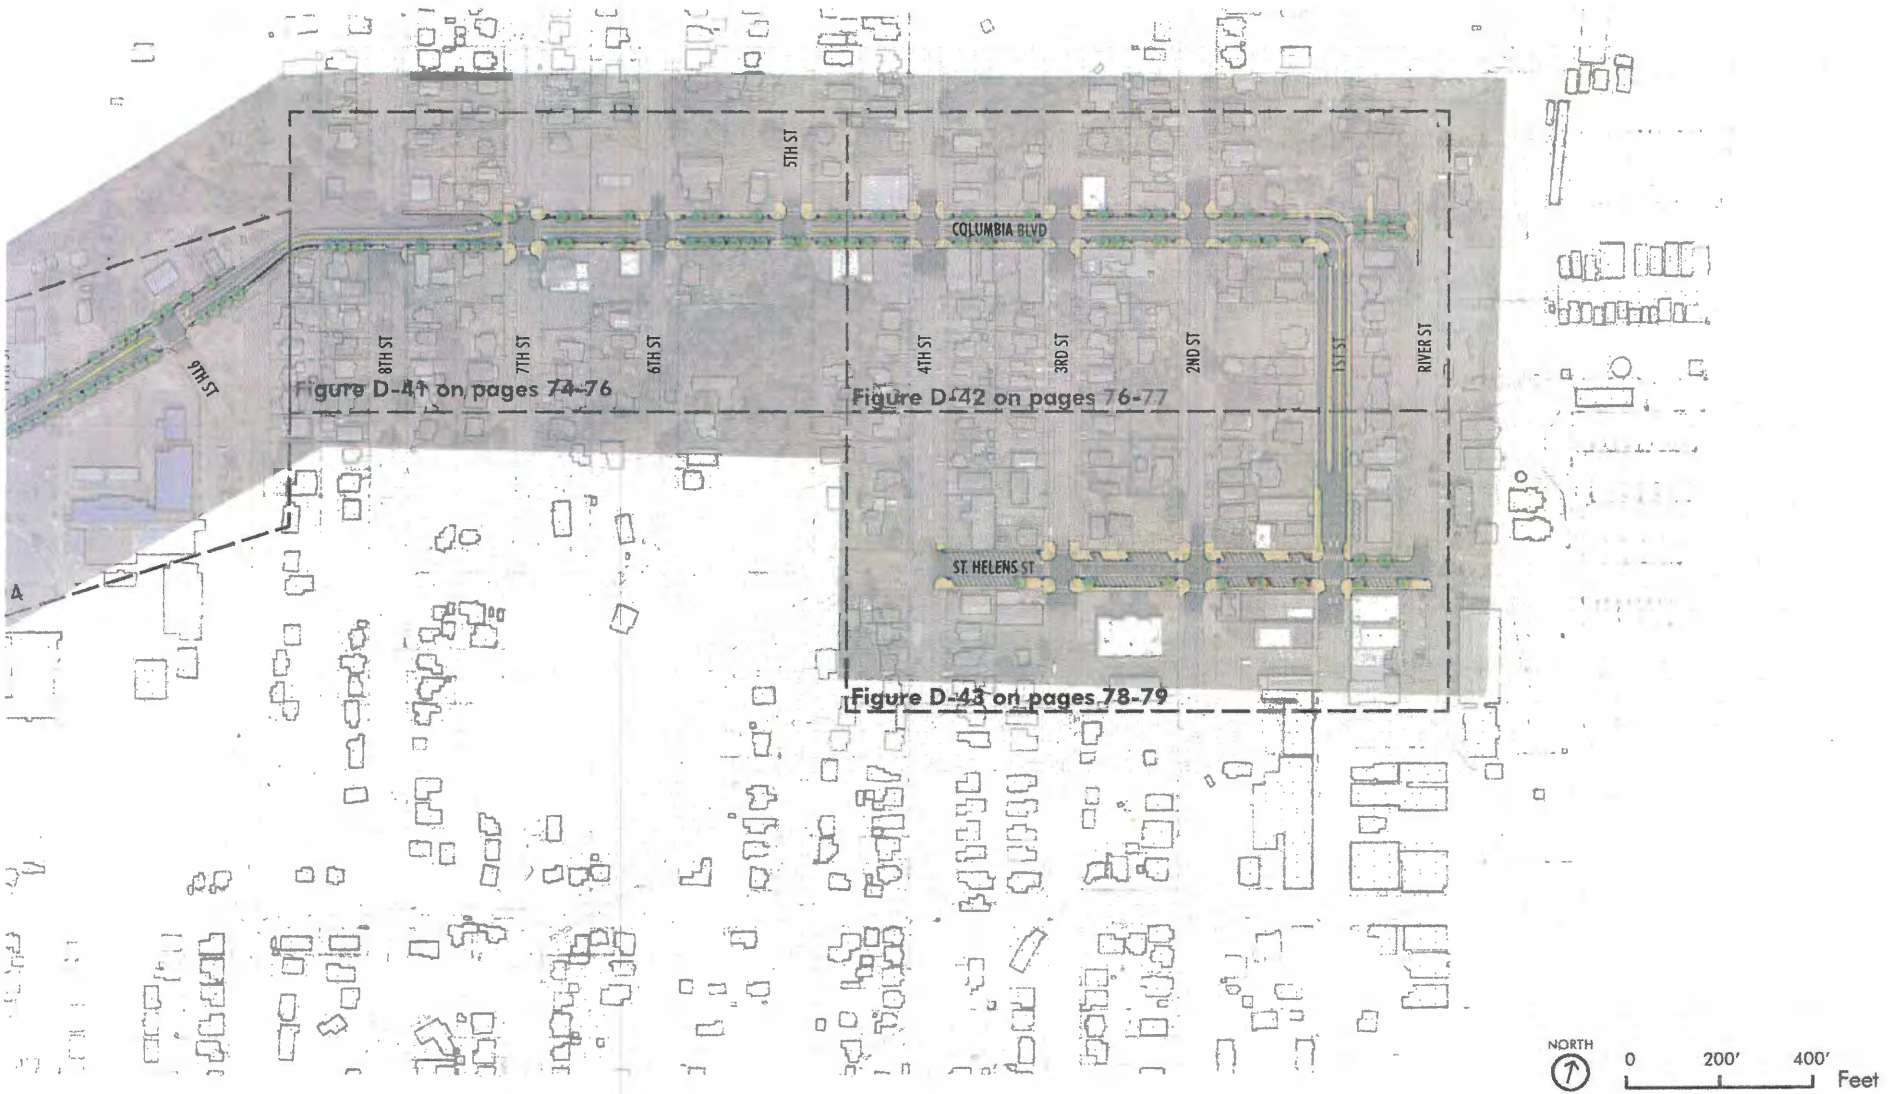 5TH ST
COLUMBIA BLVD
9TH ST
8TH ST
7TH ST
6TH ST
4TH ST
3RD ST
2ND ST
1ST ST
RIVER ST
Figure D-41 on pages 74-76
Figure D-42 on pages 76-77
ST. HELENS ST
4
Figure D-43 on pages 78-79
NORTH
0 200' 400'
Feet